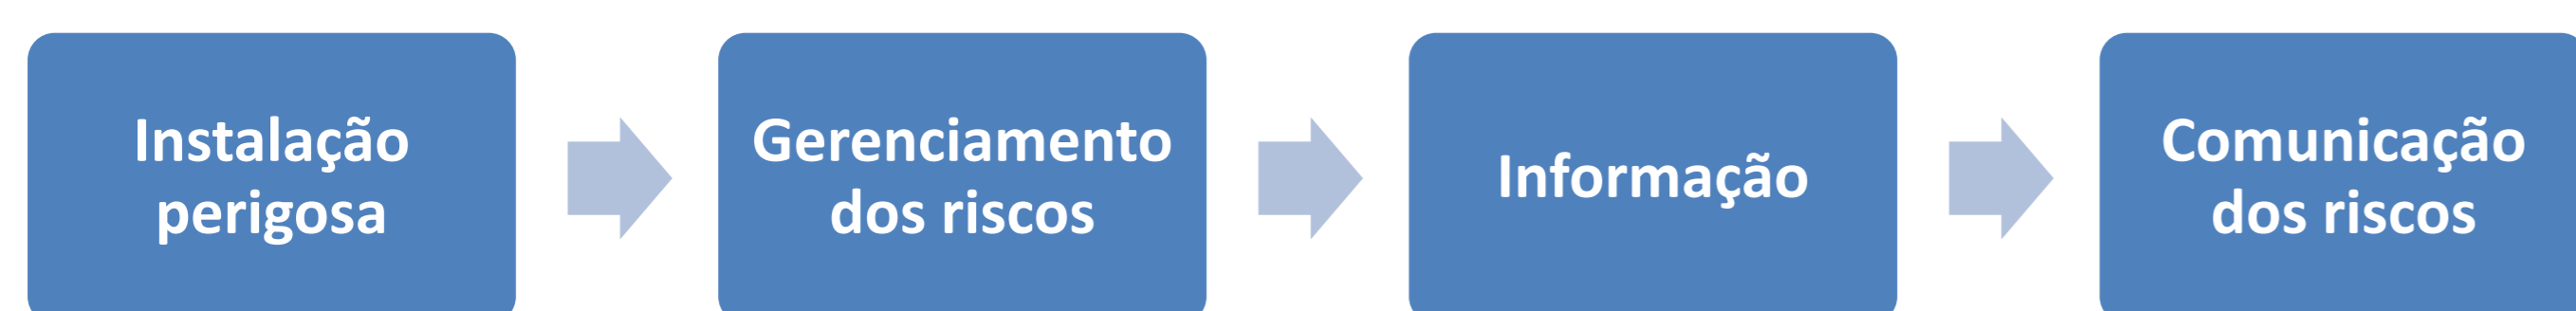 Instalação
perigosa
Gerenciamento
dos riscos
Informação
Comunicação
dos riscos